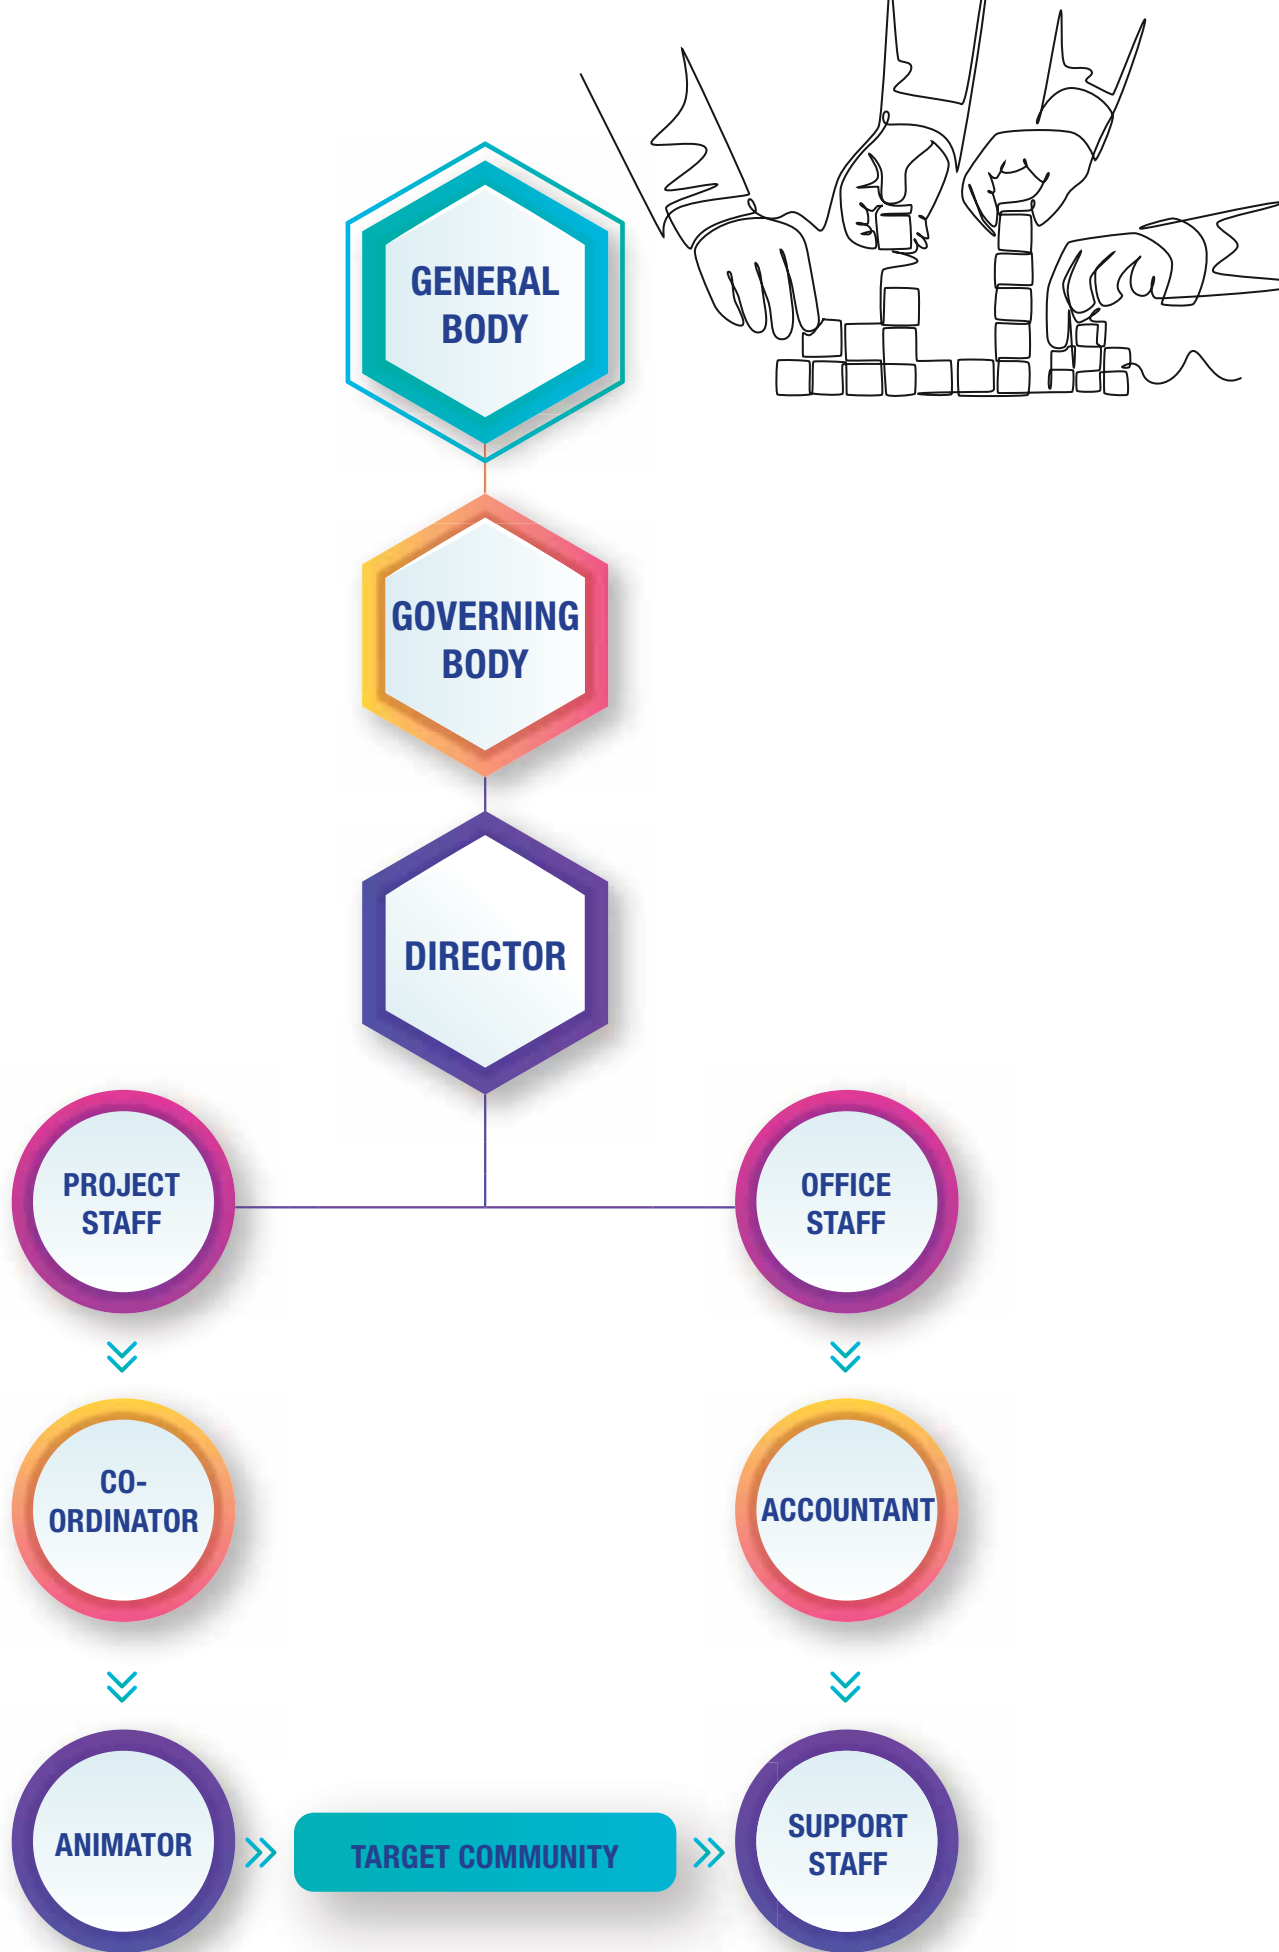 GENERAL
BODY
GOVERNING
BODY
DIRECTOR
PROJECT
STAFF
OFFICE
STAFF
CO-
ORDINATOR
ACCOUNTANT
ANIMATOR
TARGET COMMUNITY
SUPPORT
STAFF